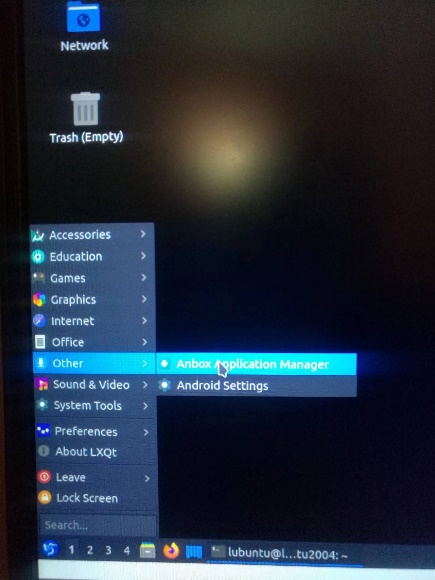 Network
Trash (Empty)
Accessories
Education
Games
Graphics
Internet
Office
Other
Anbox Application Manager
Android Settings
Sound & Video
System Tools
Preferences
About LXQt
Leave
Lock Screen
Search...
1 2 3 4
lubuntu@l...tu2004: ~